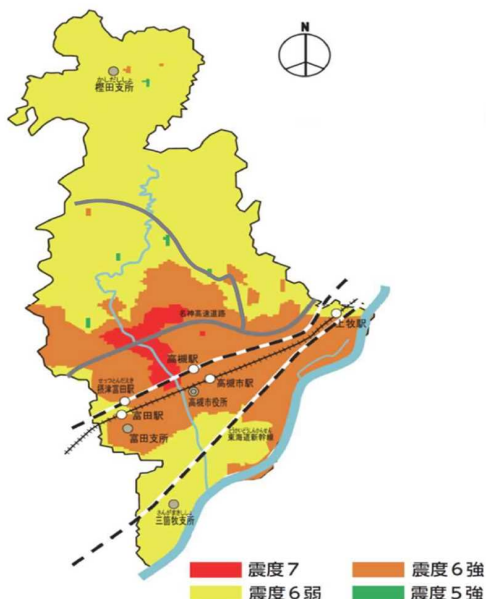 N
かしだししょ
樫田支所
名神高速道路
上牧駅
高槻駅
せっつとんだえき
摂津富田駅
高槻市駅
高槻市役所
富田駅
富田支所
とうかいどうしんかんせん
東海道新幹線
さんがまきししょ
三箇牧支所
震度7
震度6強
震度6弱
震度5強